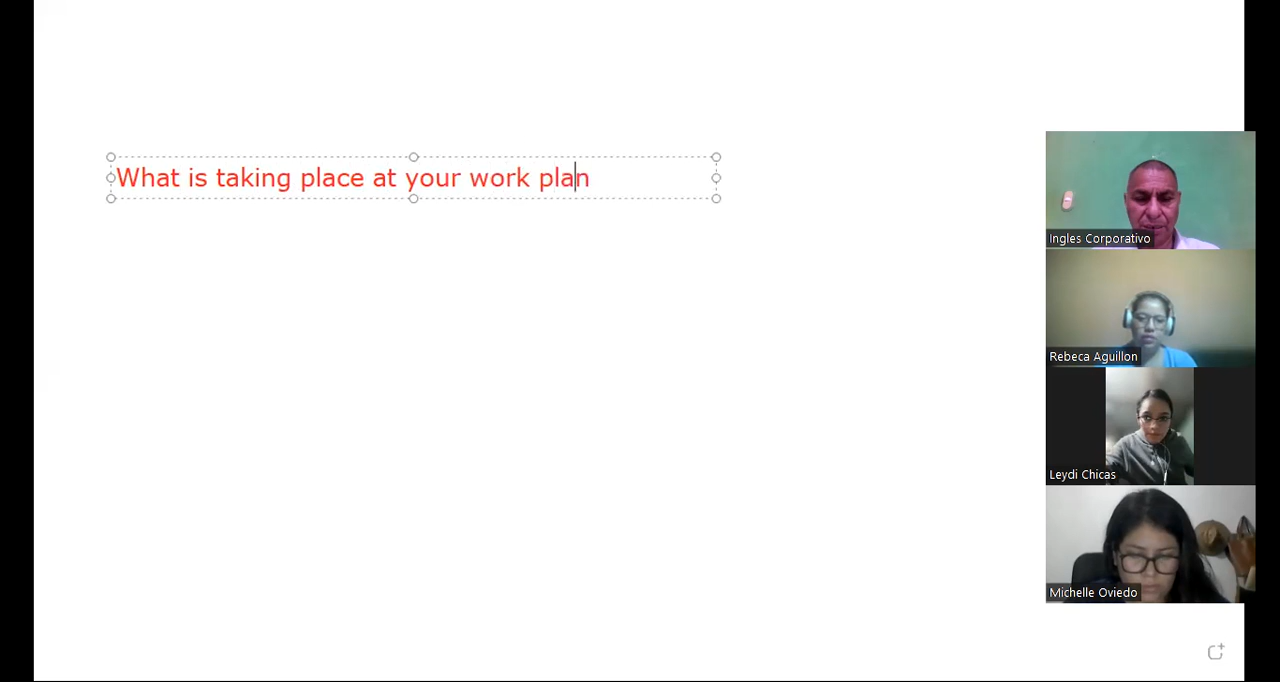 What is taking place at your work plan
Ingles Corporativo
Rebeca Aguillon
Leydi Chicas
Michelle Oviedo